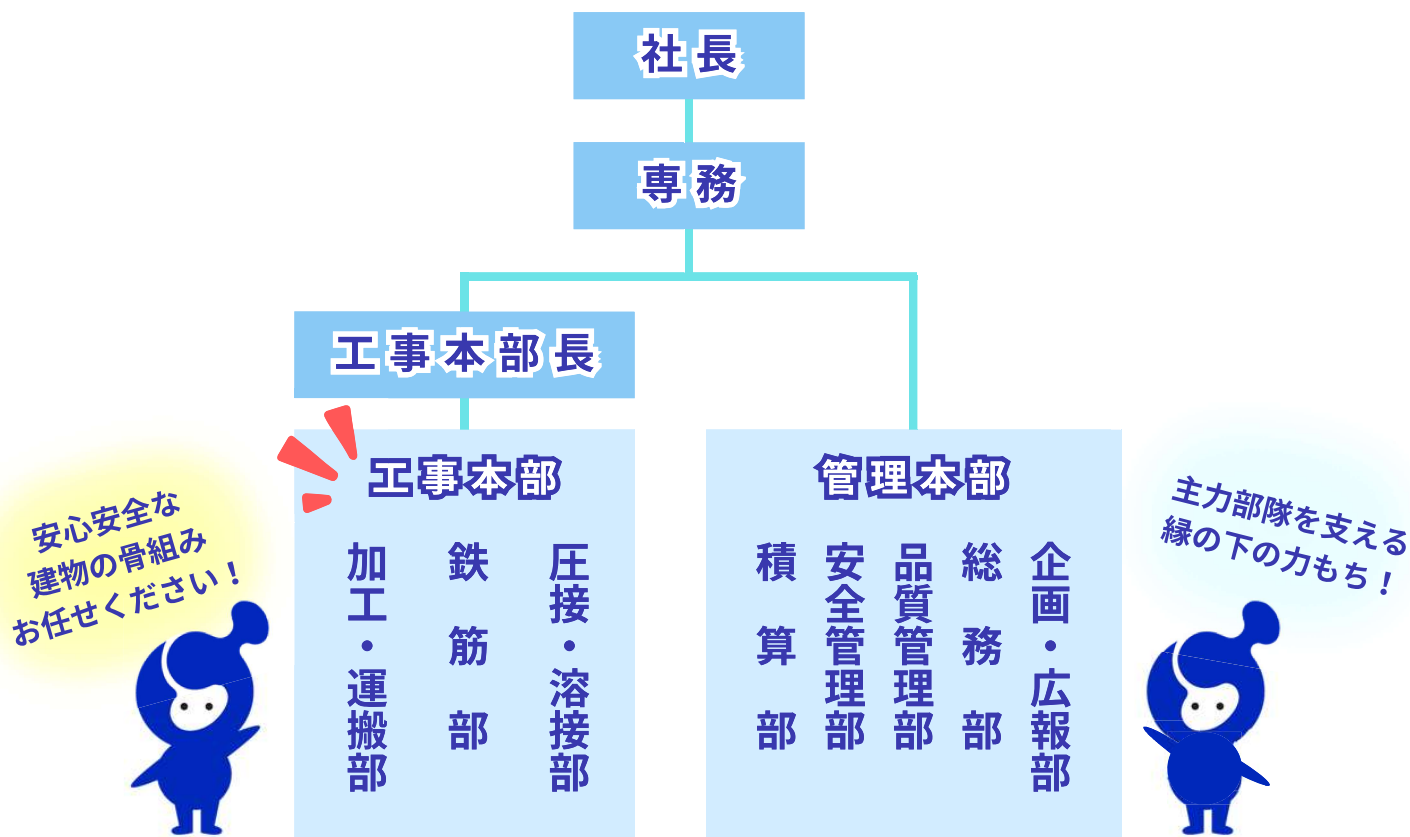 社長
専務
工事本部長
工事本部
加工・運搬部
鉄筋部
圧接・溶接部
管理本部
積算部
安全管理部
品質管理部
総務部
企画・広報部
安心安全な
建物の骨組み
お任せください！
主力部隊を支える
縁の下の力もち！